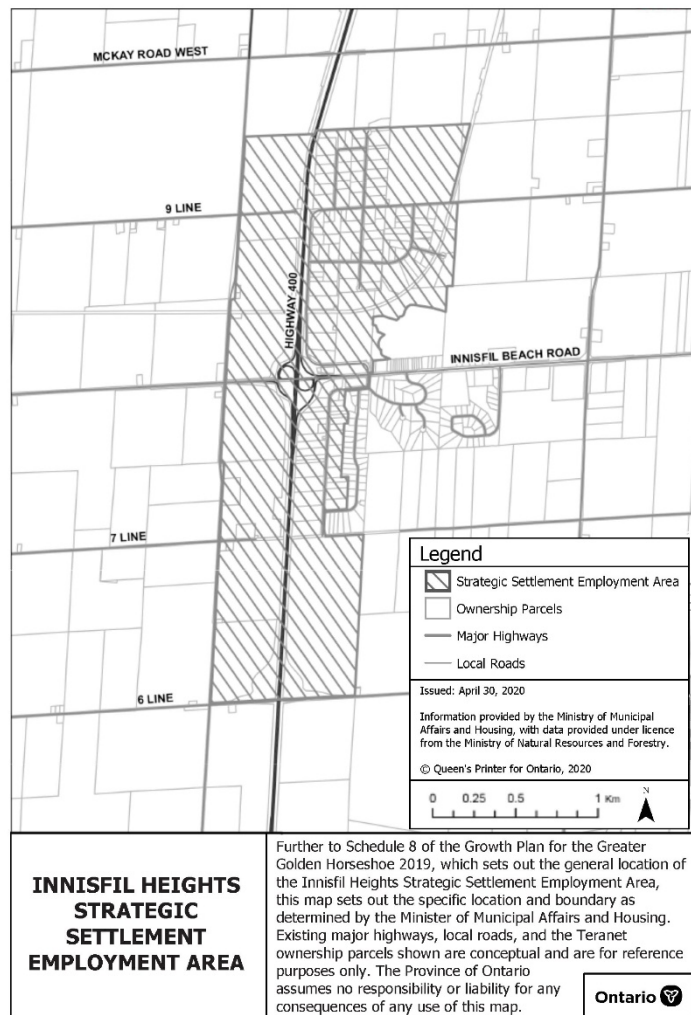 MCKAY ROAD WEST
9 LINE
HIGHWAY 400
INNISFIL BEACH ROAD
7 LINE
6 LINE
Legend
Strategic Settlement Employment Area
Ownership Parcels
Major Highways
Local Roads
Issued: April 30, 2020
Information provided by the Ministry of Municipal
Affairs and Housing, with data provided under licence
from the Ministry of Natural Resources and Forestry.
© Queen's Printer for Ontario, 2020
0 0.25 0.5 1 Km
N
INNISFIL HEIGHTS
STRATEGIC
SETTLEMENT
EMPLOYMENT AREA
Further to Schedule 8 of the Growth Plan for the Greater
Golden Horseshoe 2019, which sets out the general location of
the Innisfil Heights Strategic Settlement Employment Area,
this map sets out the specific location and boundary as
determined by the Minister of Municipal Affairs and Housing.
Existing major highways, local roads, and the Teranet
ownership parcels shown are conceptual and are for reference
purposes only. The Province of Ontario
assumes no responsibility or liability for any
consequences of any use of this map.
Ontario